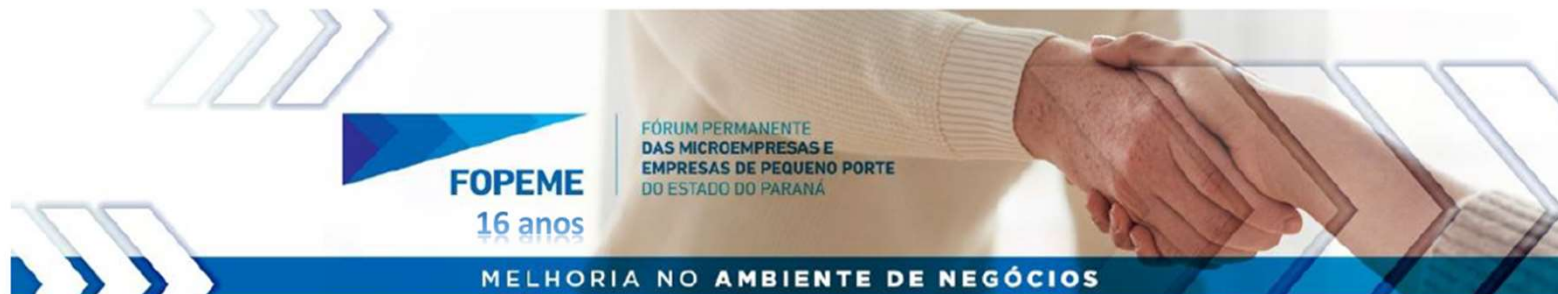 FOPEME
16 anos
FÓRUM PERMANENTE
DAS MICROEMPRESAS E
EMPRESAS DE PEQUENO PORTE
DO ESTADO DO PARANÁ
MELHORIA NO AMBIENTE DE NEGÓCIOS